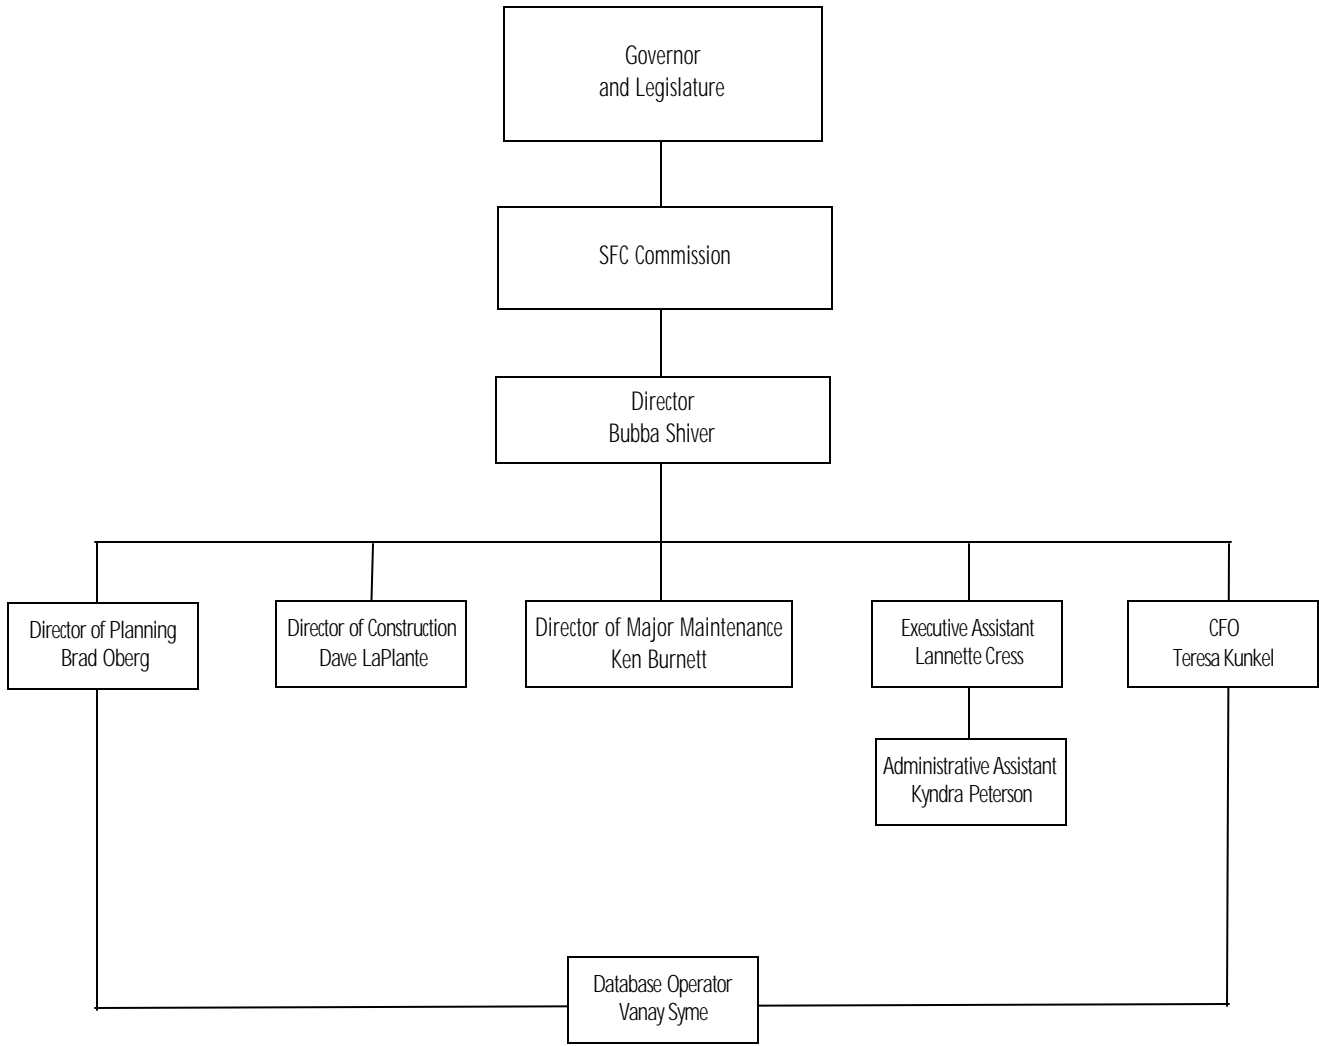 Governor
and Legislature
SFC Commission
Director
Bubba Shiver
Director of Planning
Brad Oberg
Director of Construction
Dave LaPlante
Director of Major Maintenance
Ken Burnett
Executive Assistant
Lannette Cress
CFO
Teresa Kunkel
Administrative Assistant
Kyndra Peterson
Database Operator
Vanay Syme